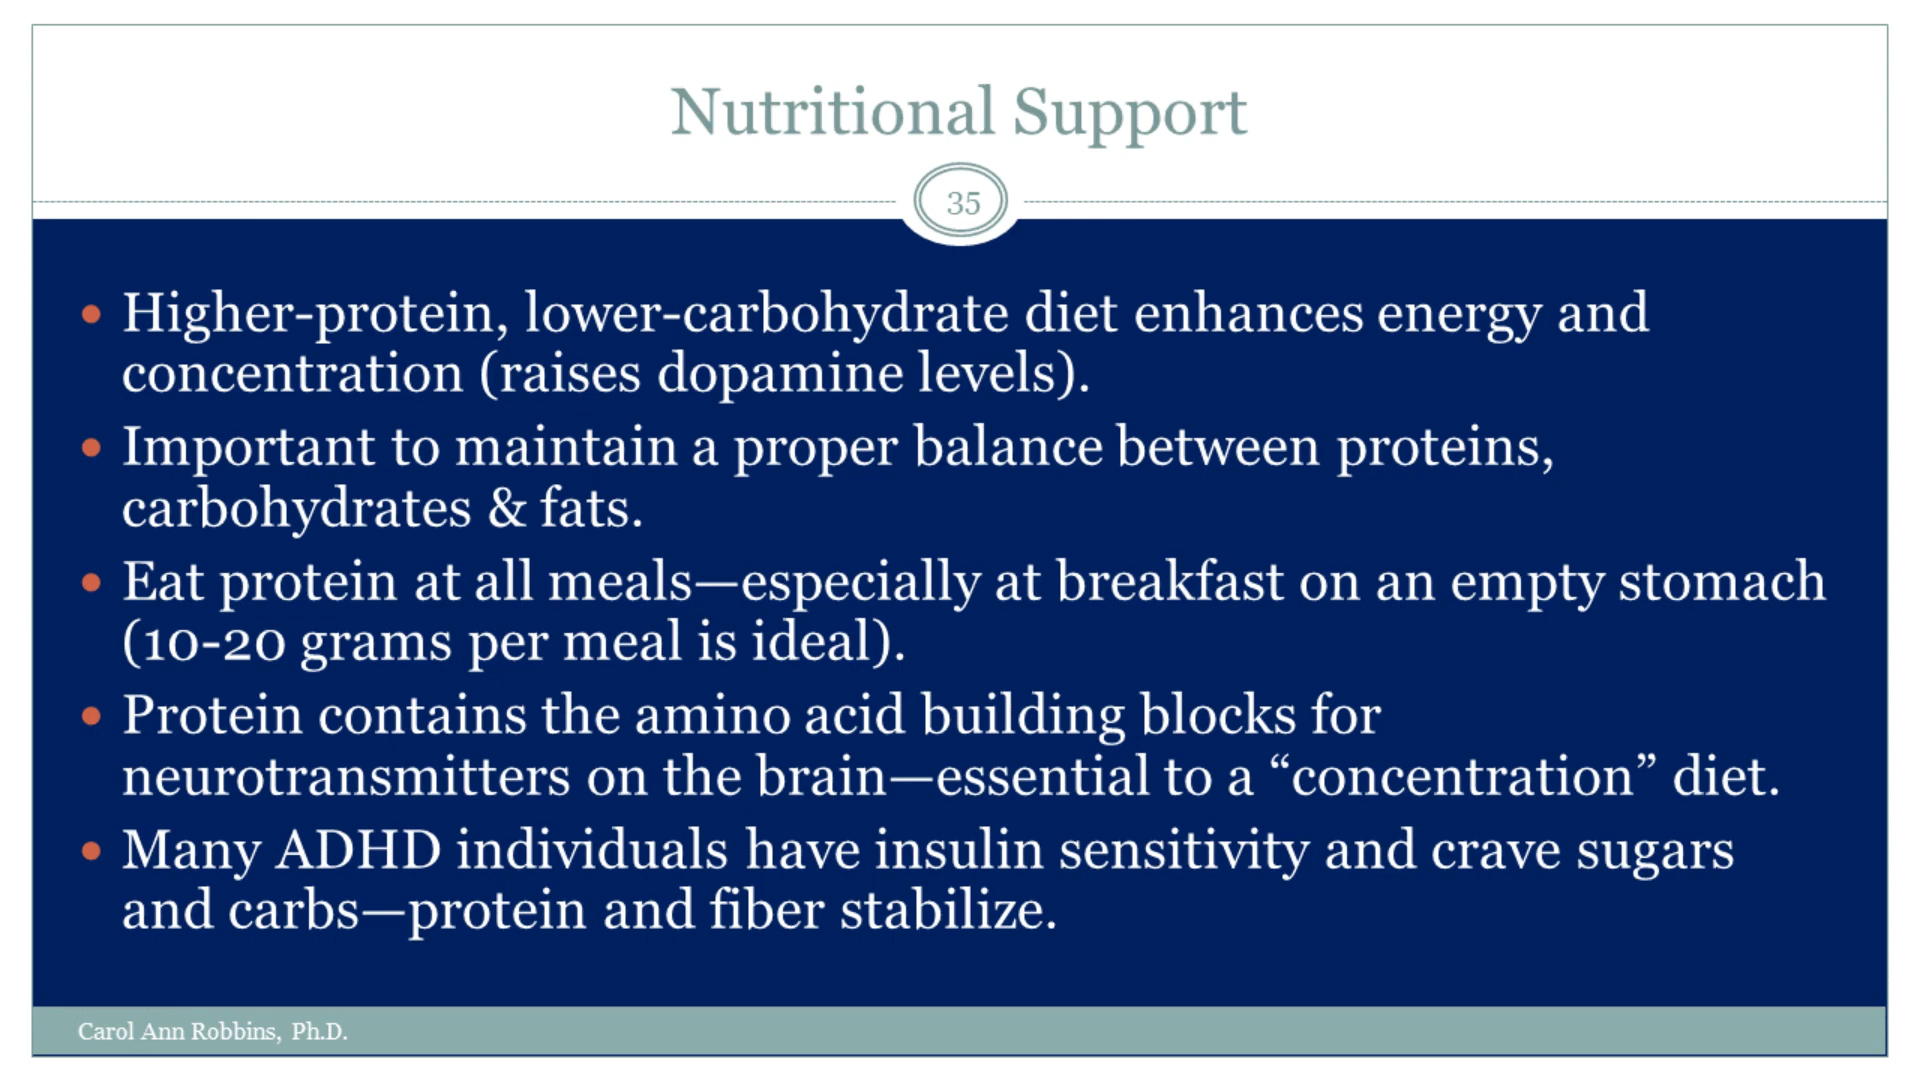 Nutritional Support
35
• Higher-protein, lower-carbohydrate diet enhances energy and
concentration (raises dopamine levels).
• Important to maintain a proper balance between proteins,
carbohydrates & fats.
• Eat protein at all meals—especially at breakfast on an empty stomach
(10-20 grams per meal is ideal).
• Protein contains the amino acid building blocks for
neurotransmitters on the brain—essential to a “concentration” diet.
• Many ADHD individuals have insulin sensitivity and crave sugars
and carbs—protein and fiber stabilize.
Carol Ann Robbins, Ph.D.